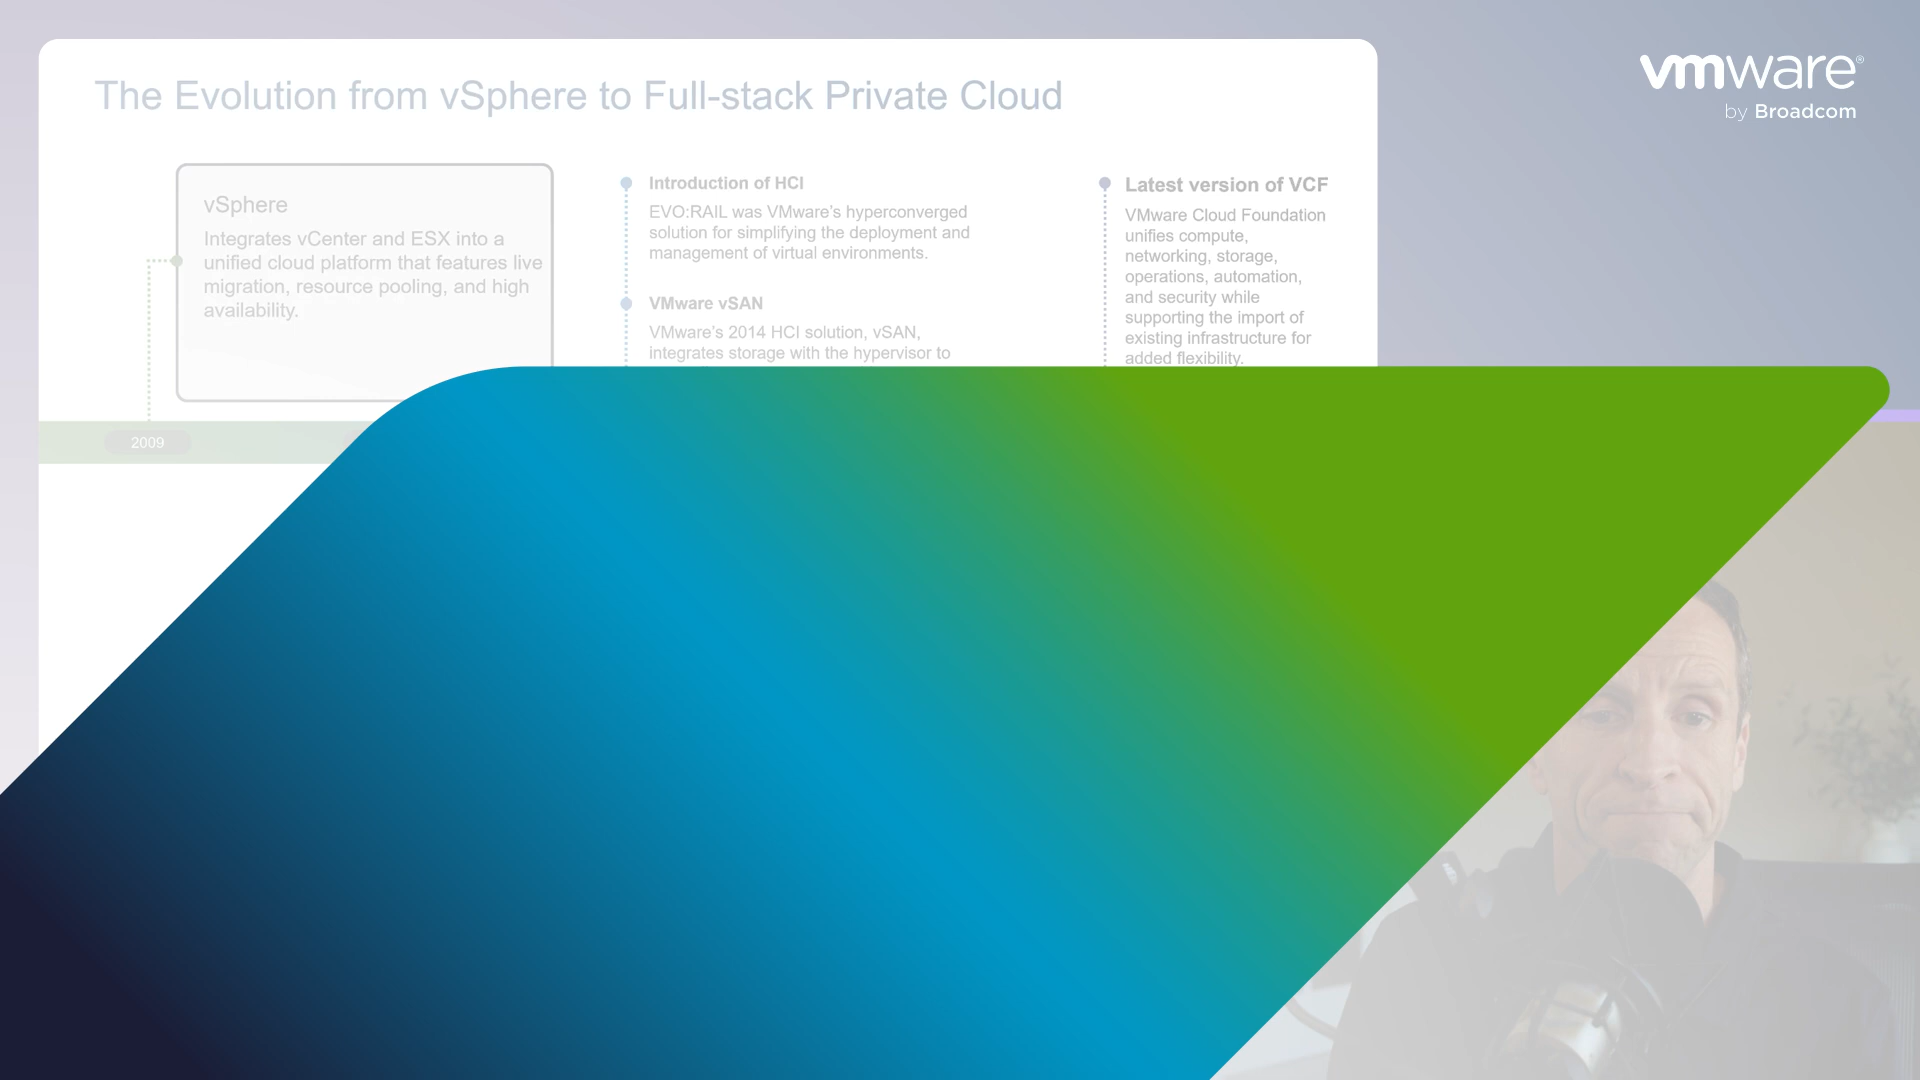 The Evolution from vSphere to Full-stack Private Cloud
vmware®
by Broadcom
vSphere
Integrates vCenter and ESX into a
unified cloud platform that features live
migration, resource pooling, and high
availability.
2009
Introduction of HCI
EVO:RAIL was VMware's hyperconverged
solution for simplifying the deployment and
management of virtual environments.
VMware vSAN
VMware's 2014 HCI solution, vSAN,
integrates storage with the hypervisor to
Latest version of VCF
VMware Cloud Foundation
unifies compute,
networking, storage,
operations, automation,
and security while
supporting the import of
existing infrastructure for
added flexibility.